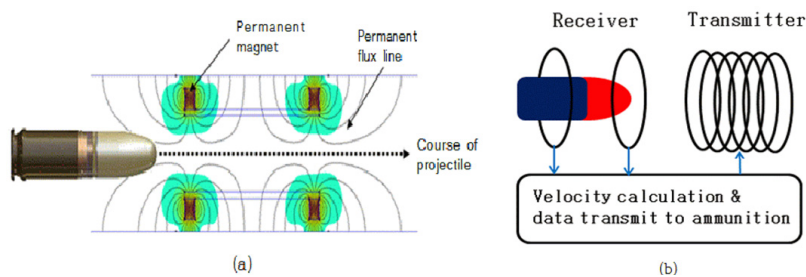 Permanent
magnet
Permanent
flux line
Course of
projectile
(a)
Receiver
Transmitter
Velocity calculation &
data transmit to ammunition
(b)